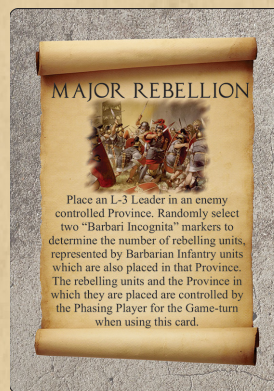 MAJOR REBELLION
Place an L-3 Leader in an enemy
controlled Province. Randomly select
two “Barbari Incognita” markers to
determine the number of rebelling units,
represented by Barbarian Infantry units
which are also placed in that Province.
The rebelling units and the Province in
which they are placed are controlled by
the Phasing Player for the Game-turn
when using this card.